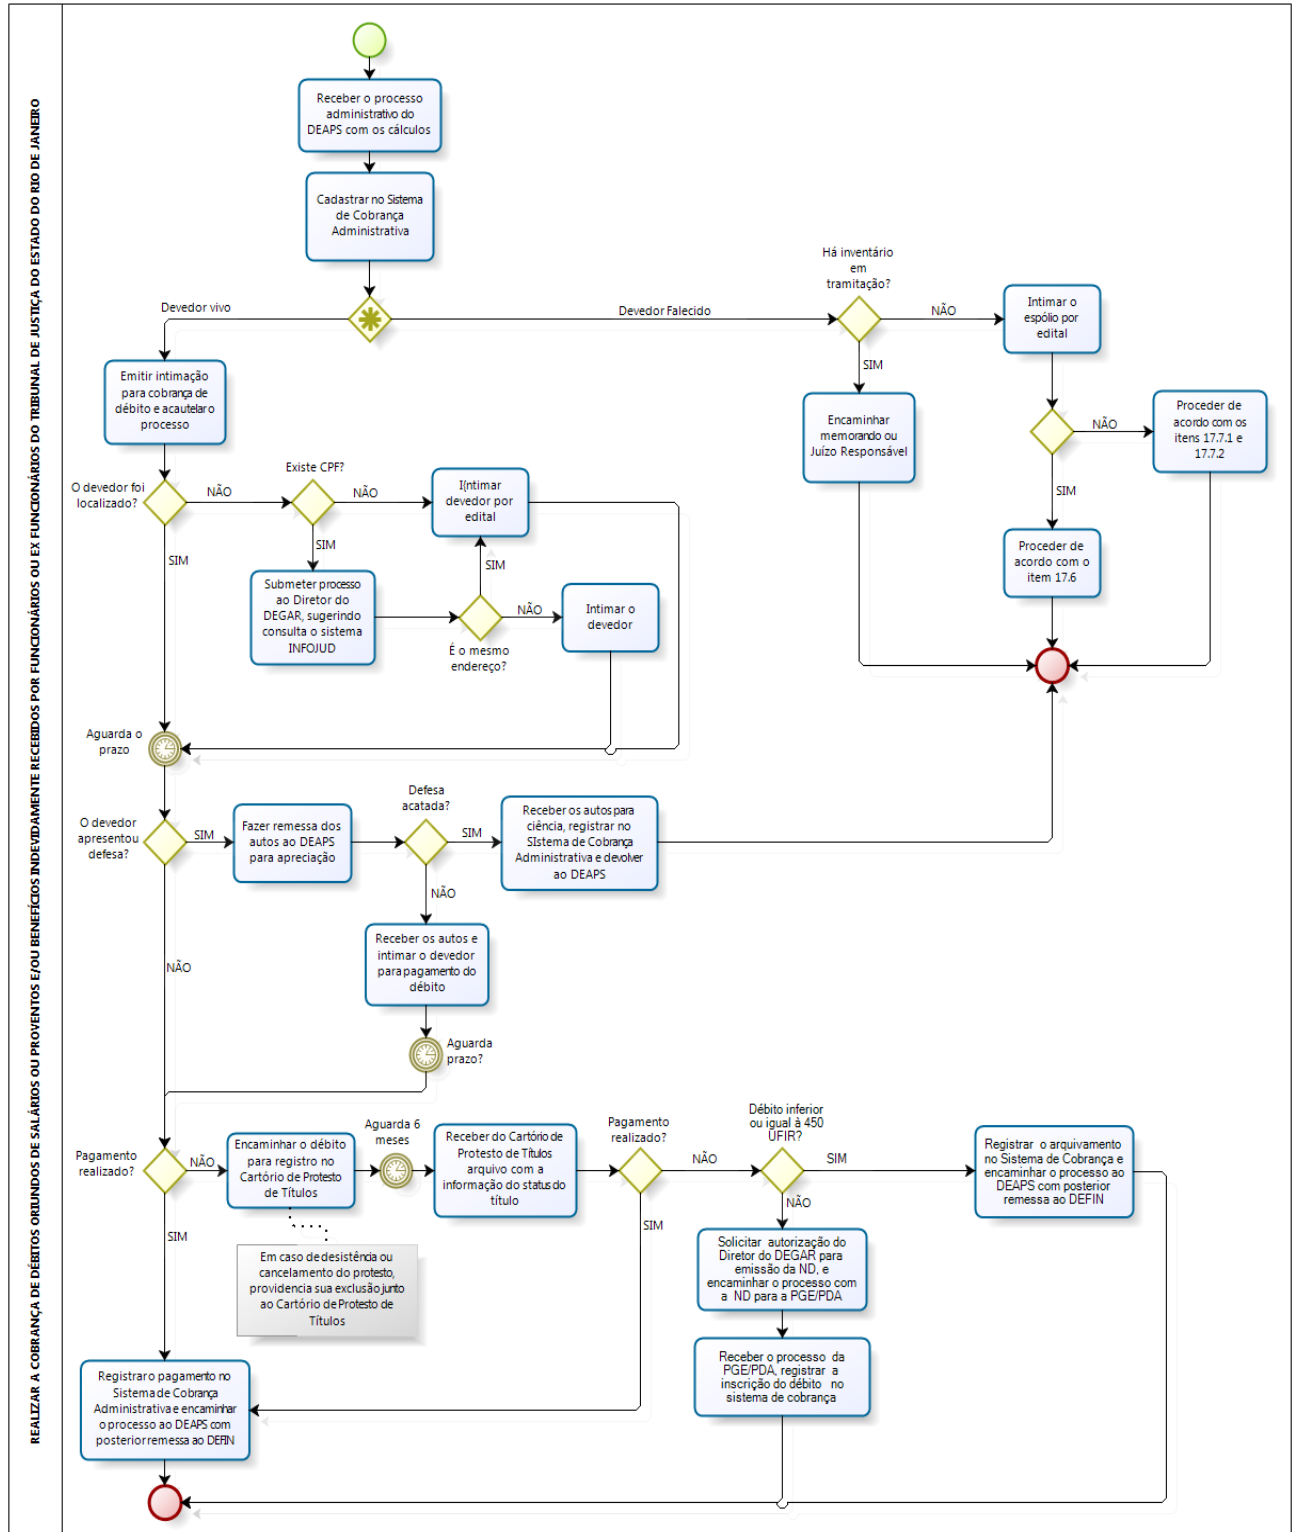 REALIZAR A COBRANÇA DE DÉBITOS ORIUNDOS DE SALÁRIOS OU PROVENTOS E/OU BENEFÍCIOS INDEVIDAMENTE RECEBIDOS POR FUNCIONÁRIOS OU EX FUNCIONÁRIOS DO TRIBUNAL DE JUSTIÇA DO ESTADO DO RIO DE JANEIRO
Receber o processo
administrativo do
DEAPS com os cálculos
Cadastrar no Sistema
de Cobrança
Administrativa
Devedor vivo
Devedor Falecido
Há inventário
em
tramitação?
NÃO
SIM
Intimar o
espólio por
edital
Encaminhar
memorando ou
Juízo Responsável
NÃO
Proceder de
acordo com os
itens 17.7.1 e
17.7.2
SIM
Proceder de
acordo com o
item 17.6
Emitir intimação
para cobrança de
débito e acautelar o
processo
O devedor foi
localizado?
NÃO
SIM
Existe CPF?
NÃO
SIM
I(ntimar
devedor por
edital
Submeter processo
ao Diretor do
DEGAR, sugerindo
consulta o sistema
INFOJUD
SIM
NÃO
É o mesmo
endereço?
Intimar o
devedor
Aguarda o
prazo
O devedor
apresentou
defesa?
SIM
NÃO
Fazer remessa dos
autos ao DEAPS
para apreciação
Defesa
acatada?
SIM
NÃO
Receber os autos para
ciência, registrar no
SIstema de Cobrança
Administrativa e devolver
ao DEAPS
Receber os autos e
intimar o devedor
para pagamento do
débito
Aguarda
prazo?
Pagamento
realizado?
NÃO
SIM
Encaminhar o débito
para registro no
Cartório de Protesto
de Títulos
Aguarda 6
meses
Receber do Cartório de
Protesto de Títulos
arquivo com a
informação do status do
título
Pagamento
realizado?
NÃO
SIM
Débito inferior
ou igual à 450
UFIR?
SIM
NÃO
Registrar o arquivamento
no Sistema de Cobrança e
encaminhar o processo ao
DEAPS com posterior
remessa ao DEFIN
Em caso de desistência ou
cancelamento do protesto,
providencia sua exclusão junto
ao Cartório de Protesto de
Títulos
Solicitar autorização do
Diretor do DEGAR para
emissão da ND, e
encaminhar o processo com
a ND para a PGE/PDA
Receber o processo da
PGE/PDA, registrar a
inscrição do débito no
sistema de cobrança
Registrar o pagamento no
Sistema de Cobrança
Administrativa e encaminhar
o processo ao DEAPS com
posterior remessa ao DEFIN